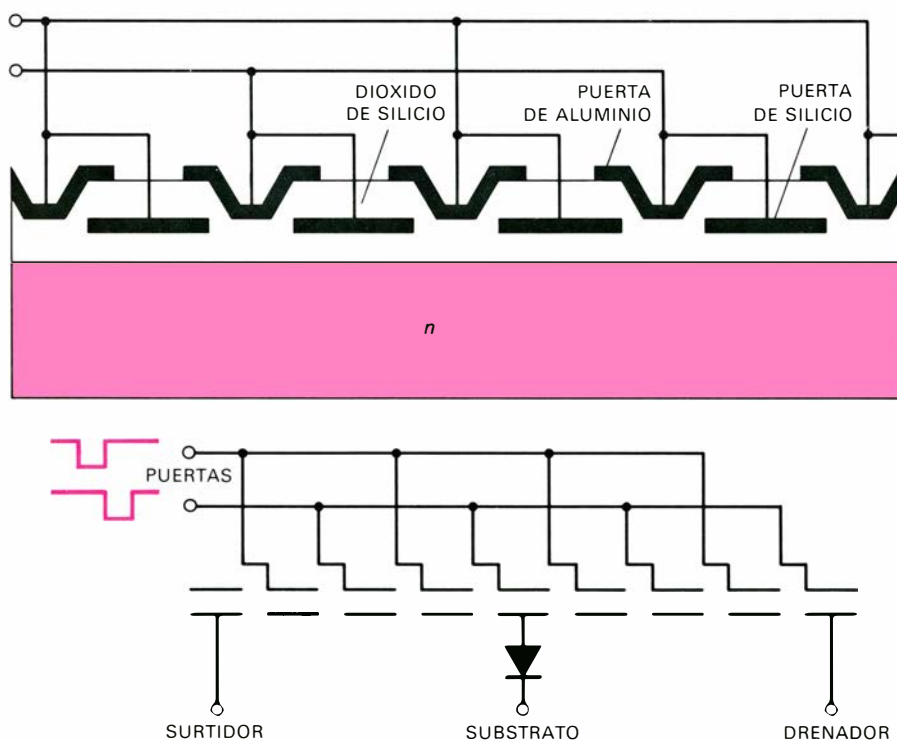 DIOXIDO
DE SILICIO
PUERTA
DE ALUMINIO
PUERTA
DE SILICIO
n
PUERTAS
SURTIDOR
SUBSTRATO
DRENADOR